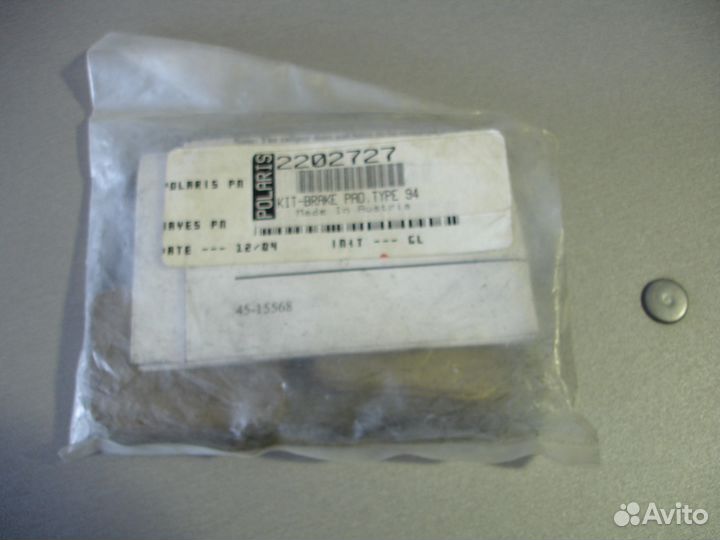 POLARIS
2202727
POLARIS PN
KIT-BRAKE PAD,TYPE 94
Made In Austria
HAYES PN
DATE --- 12/04 INIT --- GL
45-15568
Avito